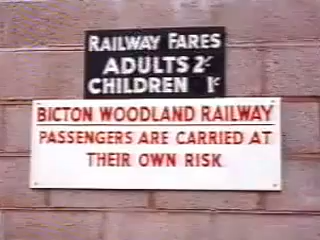 RAILWAY FARES
ADULTS 2/-
CHILDREN 1/-
BICTON WOODLAND RAILWAY
PASSENGERS ARE CARRIED AT
THEIR OWN RISK